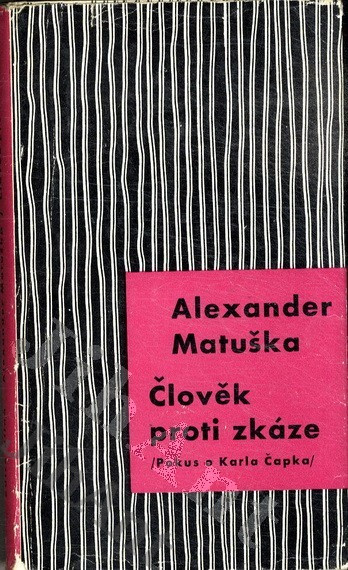 Alexander
Matuška
Člověk
proti zkáze
/Pokus o Karla Čapka/